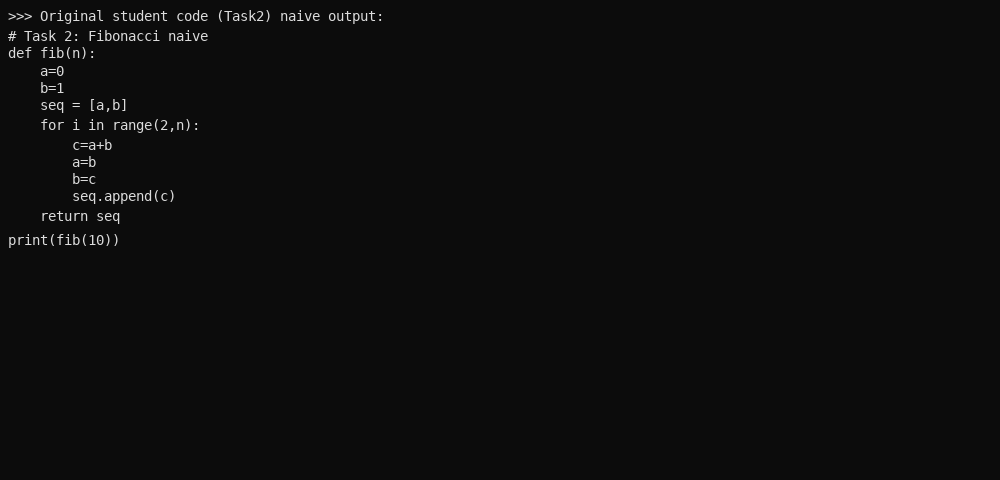 >>> Original student code (Task2) naive output:
# Task 2: Fibonacci naive
def fib(n):
    a=0
    b=1
    seq = [a,b]
    for i in range(2,n):
        c=a+b
        a=b
        b=c
        seq.append(c)
    return seq
print(fib(10))